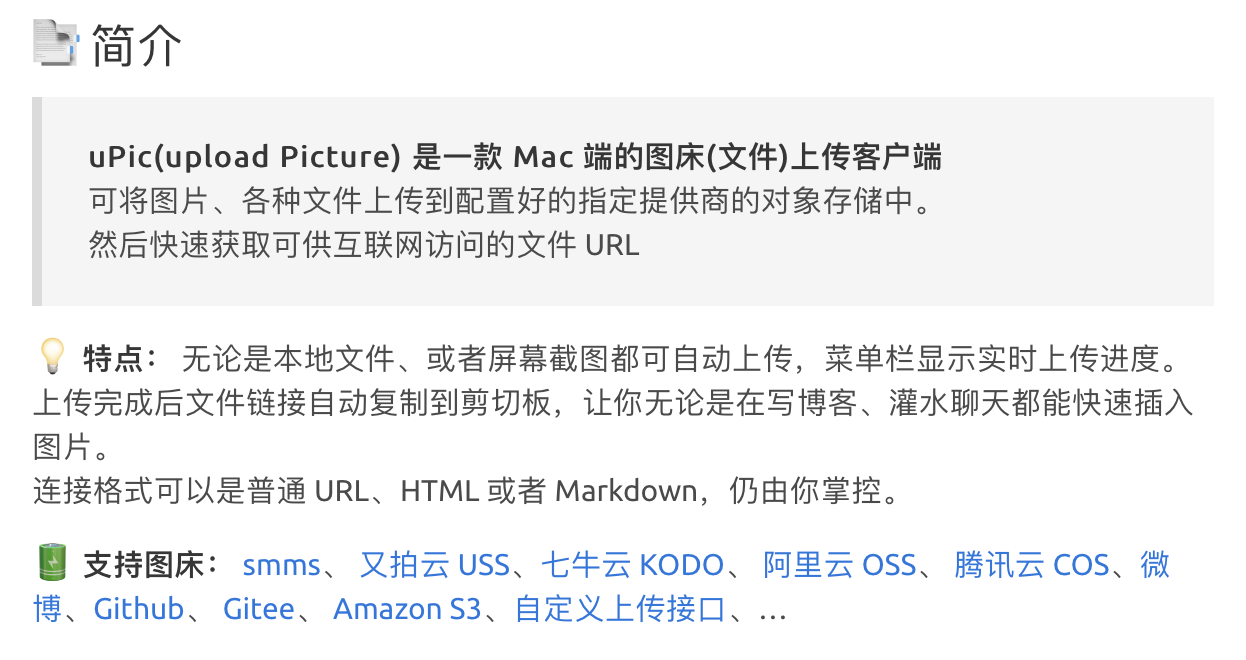 简介
uPic(upload Picture) 是一款 Mac 端的图床(文件)上传客户端
可将图片、各种文件上传到配置好的指定提供商的对象存储中。
然后快速获取可供互联网访问的文件 URL
特点： 无论是本地文件、或者屏幕截图都可自动上传，菜单栏显示实时上传进度。
上传完成后文件链接自动复制到剪切板，让你无论是在写博客、灌水聊天都能快速插入
图片。
连接格式可以是普通 URL、HTML 或者 Markdown，仍由你掌控。
支持图床： smms、 又拍云 USS、七牛云 KODO、 阿里云 OSS、 腾讯云 COS、微
博、Github、 Gitee、 Amazon S3、自定义上传接口、...